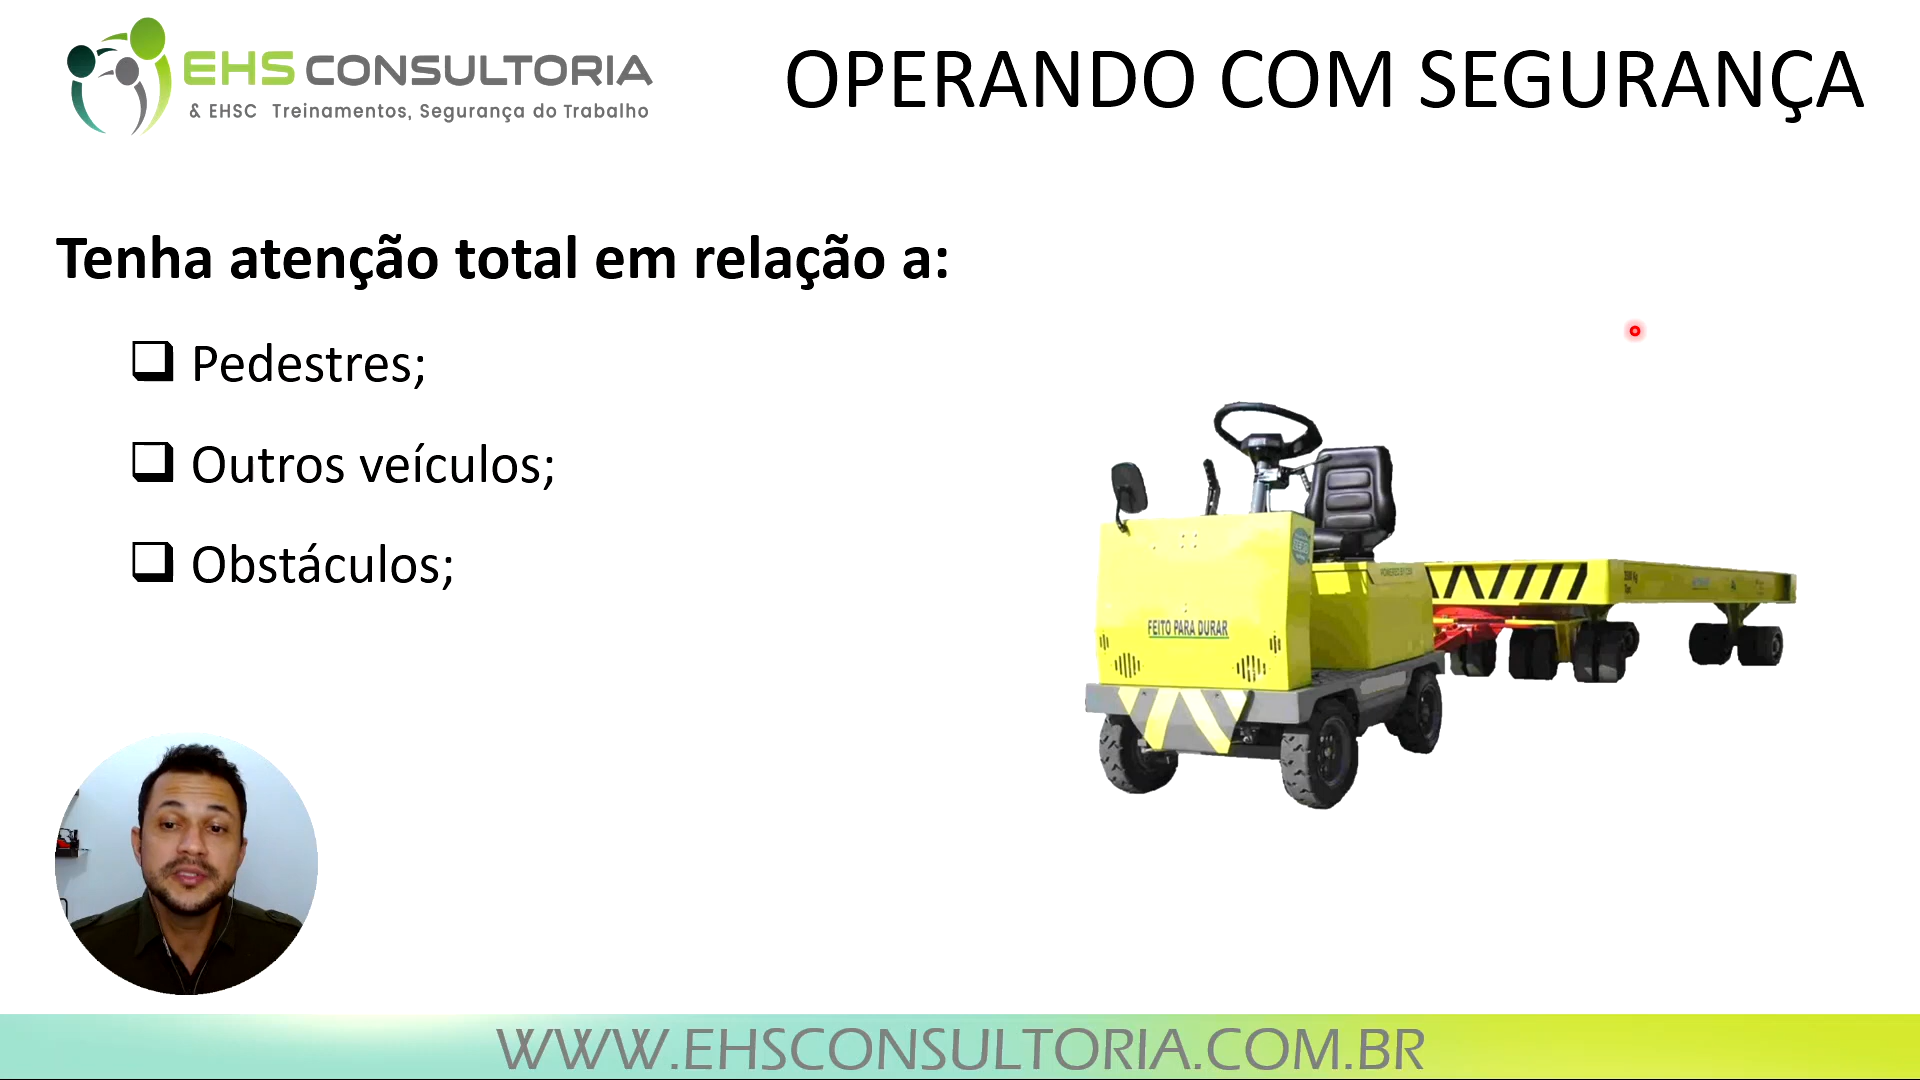 EHS CONSULTORIA
& EHSC Treinamentos, Segurança do Trabalho
OPERANDO COM SEGURANÇA
Tenha atenção total em relação a:
Pedestres;
Outros veículos;
Obstáculos;
FEITO PARA DURAR
WWW.EHSCONSULTORIA.COM.BR